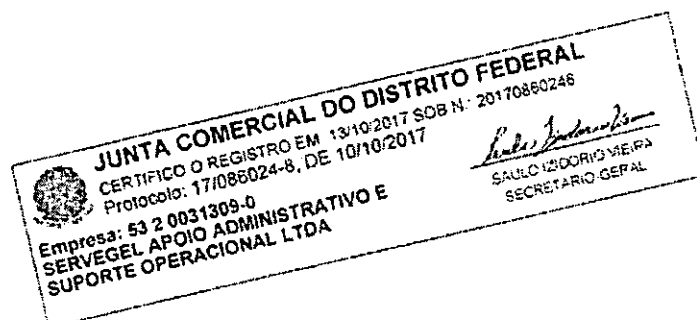 JUNTA COMERCIAL DO DISTRITO FEDERAL
CERTIFICO O REGISTRO EM 13/10/2017 SOB N.: 20170860246
Protocolo: 17/086024-8, DE 10/10/2017
Empresa: 53 2 0031309-0
SERVEGEL APOIO ADMINISTRATIVO E
SUPORTE OPERACIONAL LTDA
SAULO IZIDORIO VIEIRA
SECRETARIO-GERAL